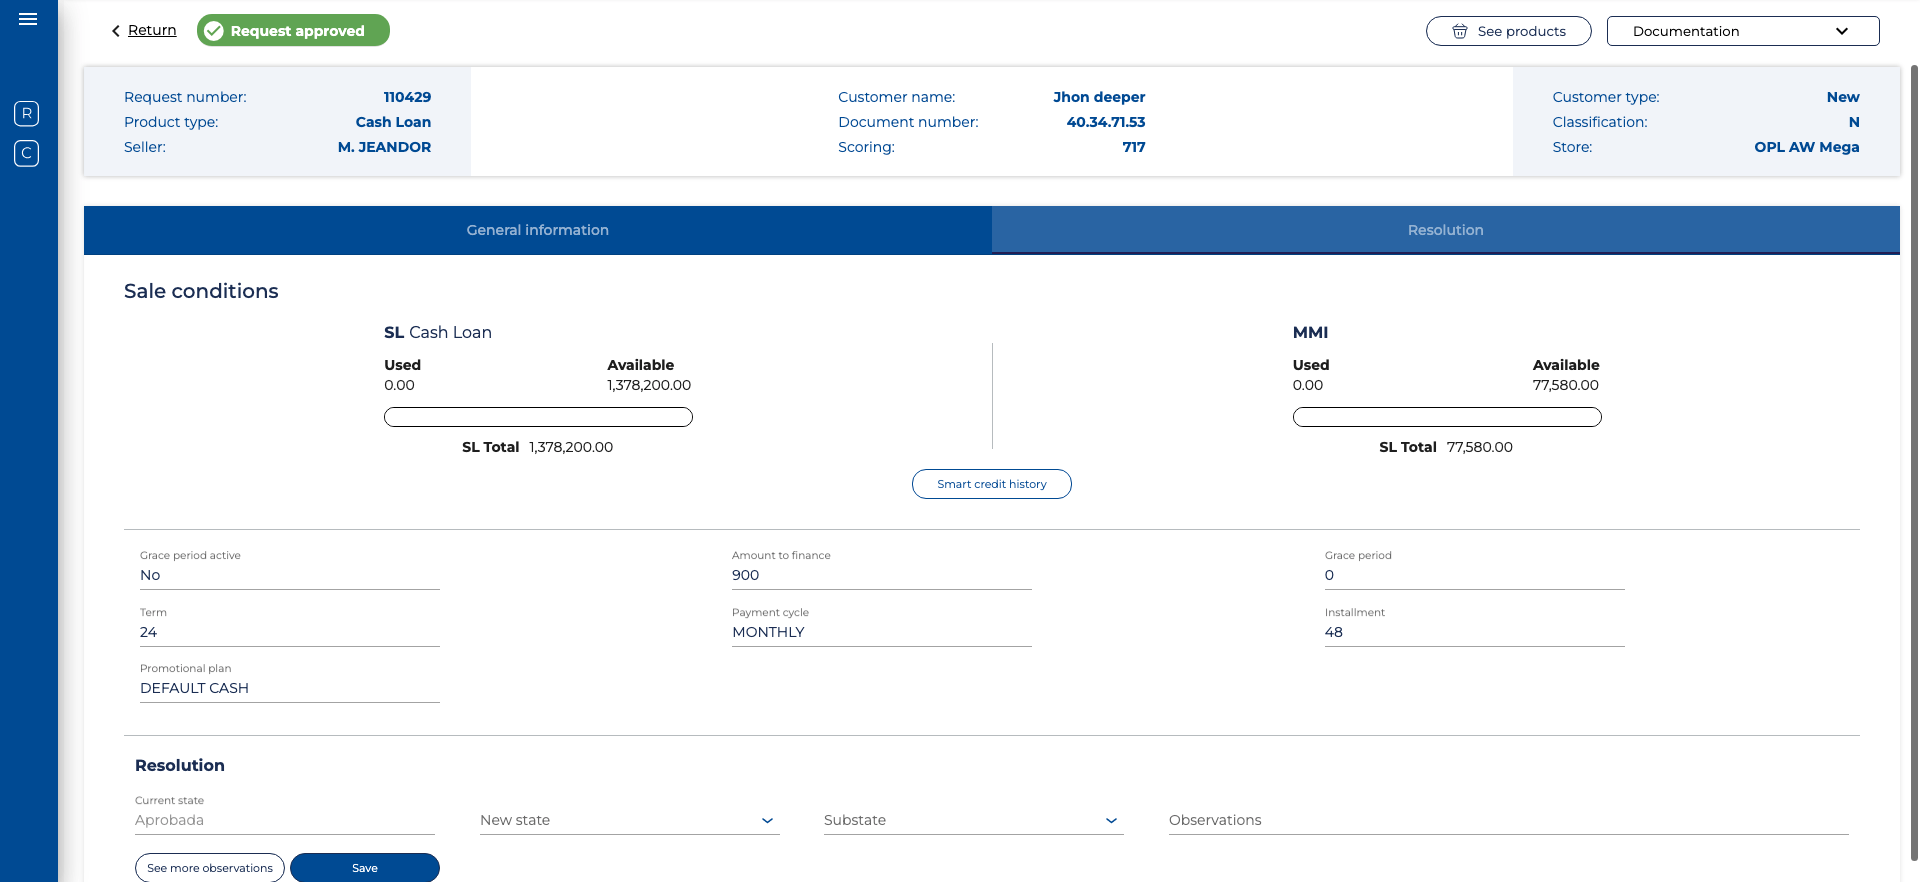 Return
Request approved
See products
Documentation
R
C
Request number: 110429
Product type: Cash Loan
Seller: M. JEANDOR
Customer name: Jhon deeper
Document number: 40.34.71.53
Scoring: 717
Customer type: New
Classification: N
Store: OPL AW Mega
General information
Resolution
Sale conditions
SL Cash Loan
Used Available
0.00 1,378,200.00
SL Total 1,378,200.00
MMI
Used Available
0.00 77,580.00
SL Total 77,580.00
Smart credit history
Grace period active
No
Amount to finance
900
Grace period
0
Term
24
Payment cycle
MONTHLY
Installment
48
Promotional plan
DEFAULT CASH
Resolution
Current state
Aprobada
New state
Substate
Observations
See more observations
Save